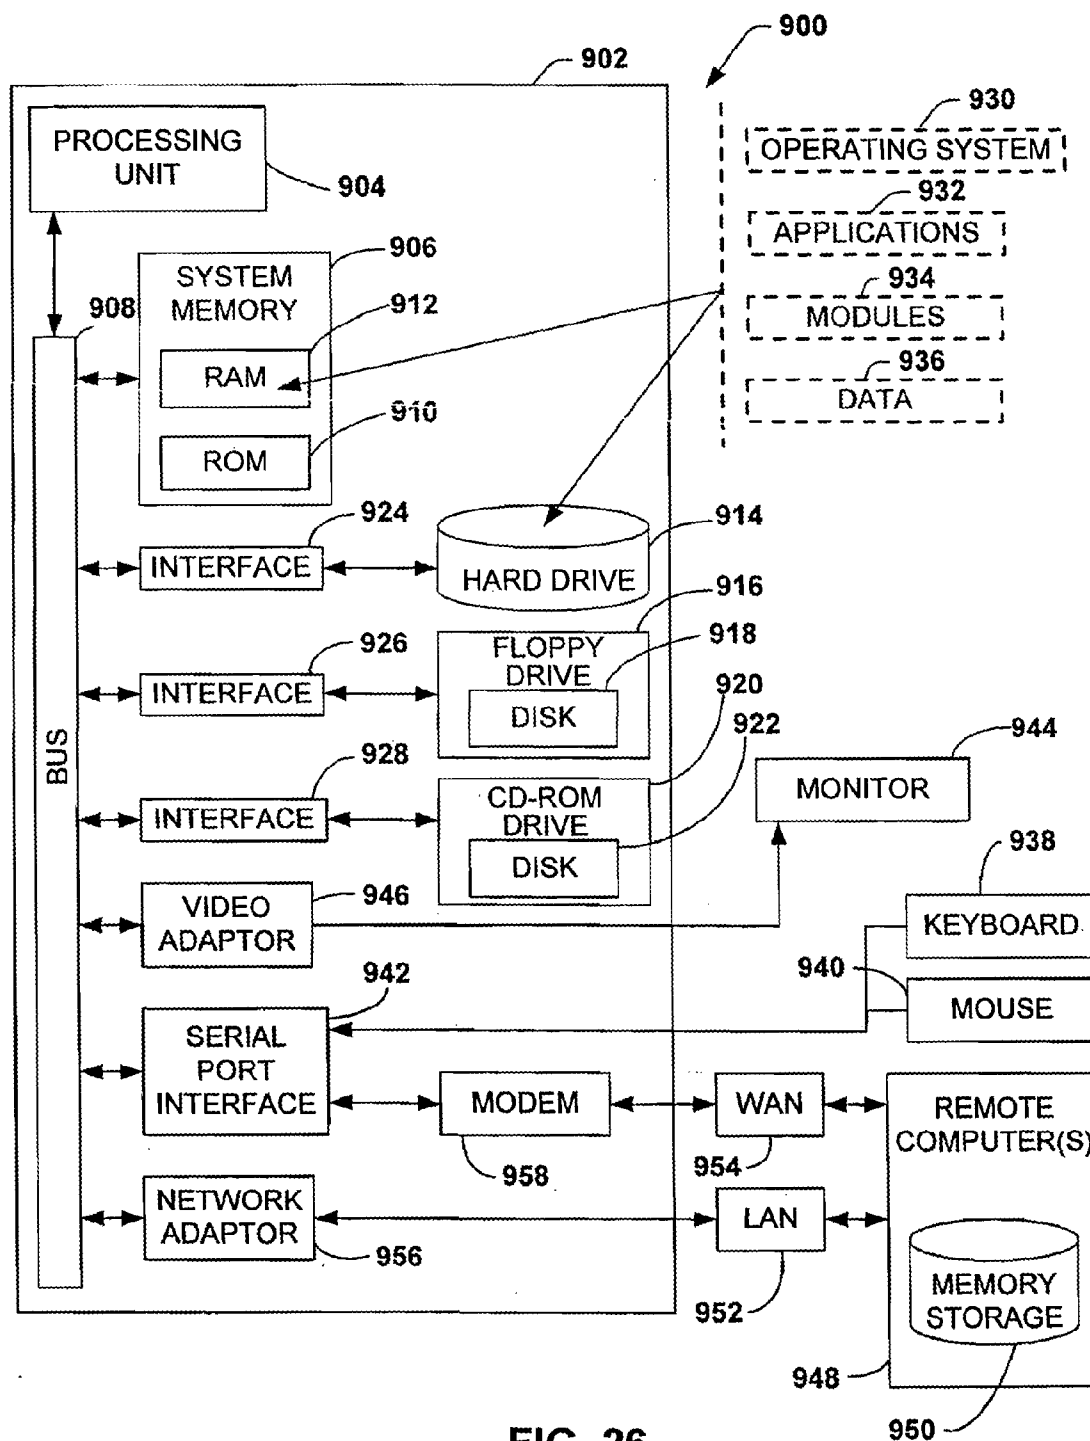 900
902
930
PROCESSING
UNIT
904
OPERATING SYSTEM
932
APPLICATIONS
906
SYSTEM
MEMORY
908
912
934
MODULES
RAM
936
DATA
910
ROM
924
914
INTERFACE
HARD DRIVE
916
926
FLOPPY
DRIVE
918
INTERFACE
920
DISK
922
BUS
928
944
MONITOR
INTERFACE
CD-ROM
DRIVE
DISK
938
946
VIDEO
ADAPTOR
KEYBOARD
942
940
MOUSE
SERIAL
PORT
INTERFACE
MODEM
WAN
REMOTE
COMPUTER(S)
958
954
NETWORK
ADAPTOR
LAN
956
952
MEMORY
STORAGE
948
950
FIG. 26